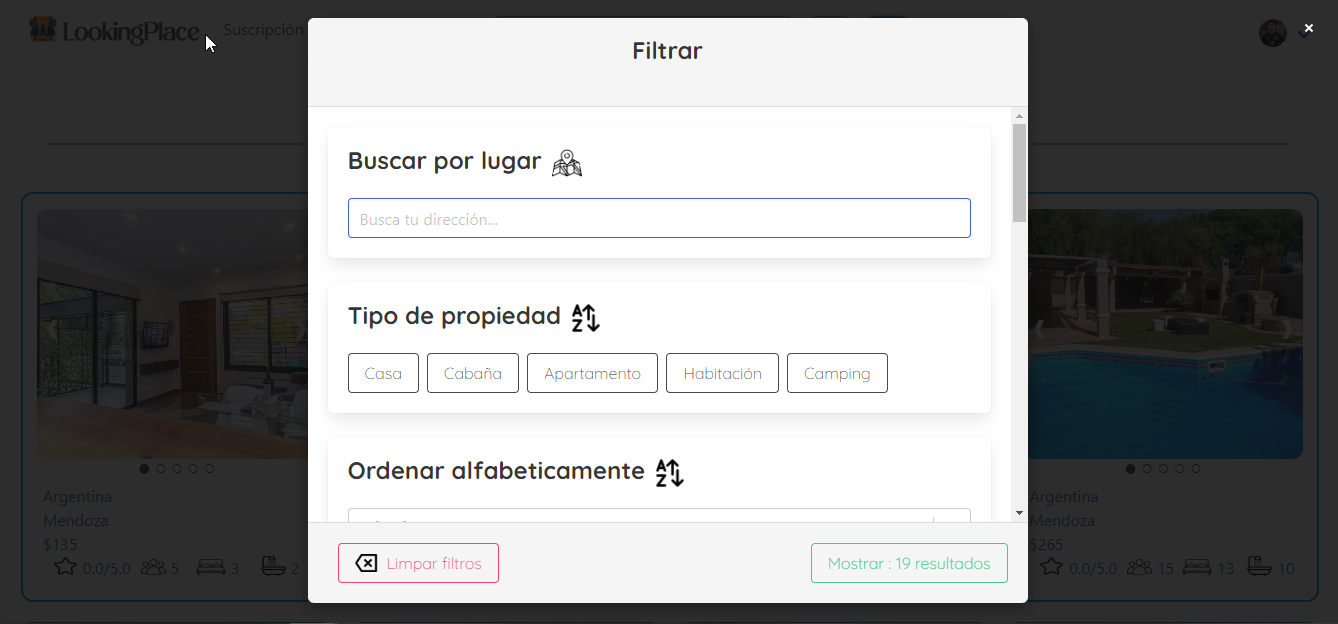 LookingPlace Suscripción
Filtrar
Buscar por lugar
Busca tu dirección...
Tipo de propiedad
Casa Cabaña Apartamento Habitación Camping
Ordenar alfabeticamente
Limpar filtros
Mostrar : 19 resultados
Argentina
Mendoza
$135
0.0/5.0 5 3 2
Argentina
Mendoza
$265
0.0/5.0 15 13 10